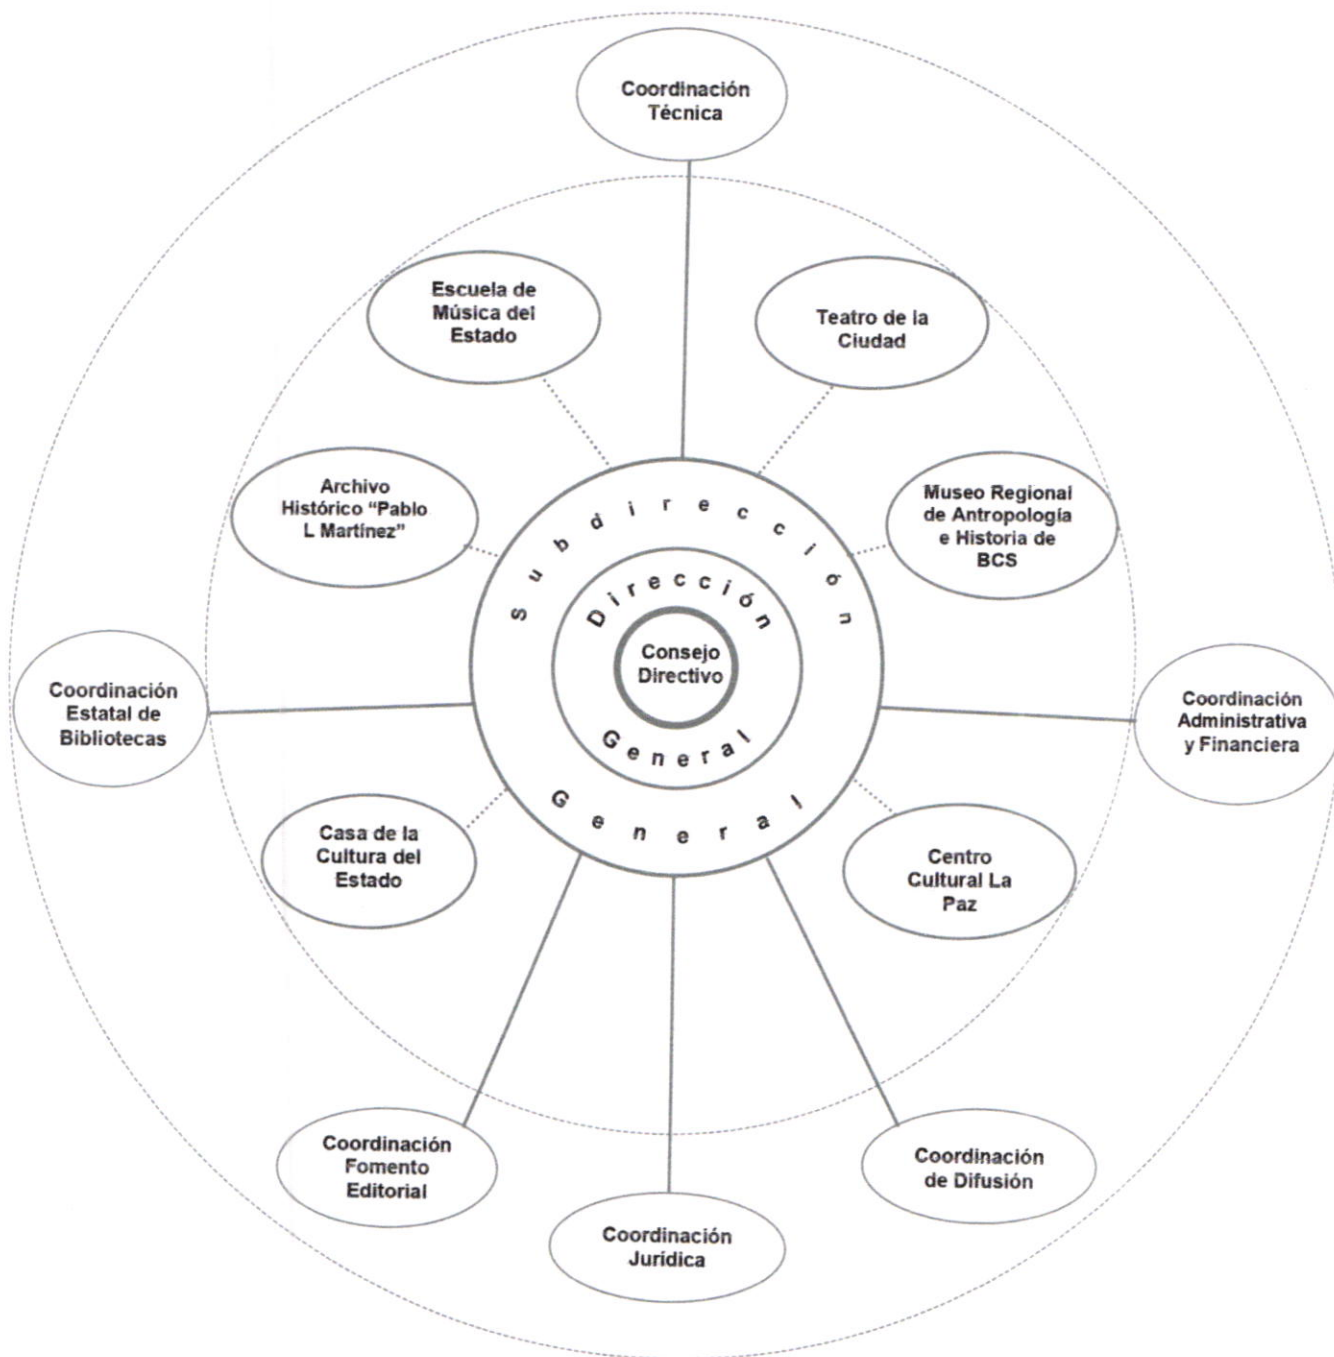 Coordinación
Técnica
Escuela de
Música del
Estado
Teatro de la
Ciudad
Archivo
Histórico “Pablo
L Martínez”
Museo Regional
de Antropología
e Historia de
BCS
Subdirección
Dirección
Consejo
Directivo
General
General
Coordinación
Estatal de
Bibliotecas
Coordinación
Administrativa
y Financiera
Casa de la
Cultura del
Estado
Centro
Cultural La
Paz
Coordinación
Fomento
Editorial
Coordinación
Jurídica
Coordinación
de Difusión